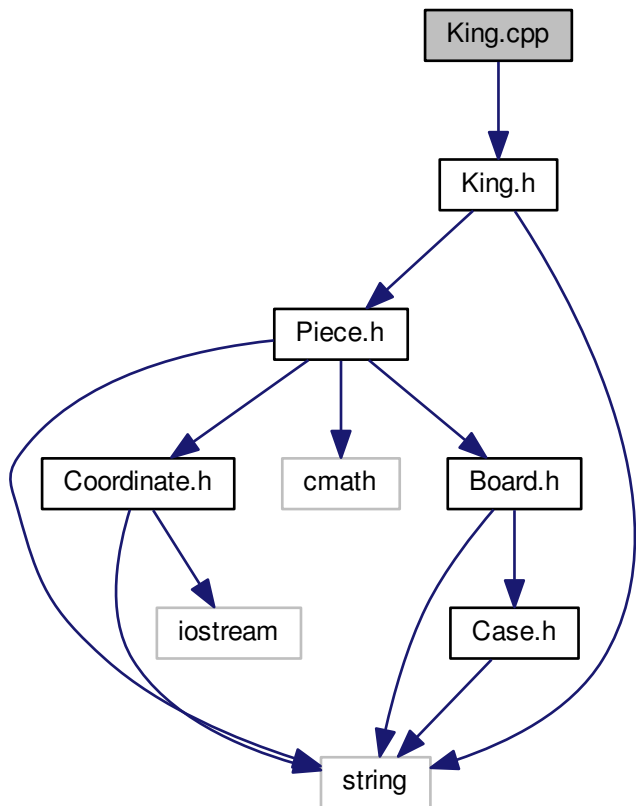 King.cpp
King.h
Piece.h
Coordinate.h
cmath
Board.h
iostream
Case.h
string